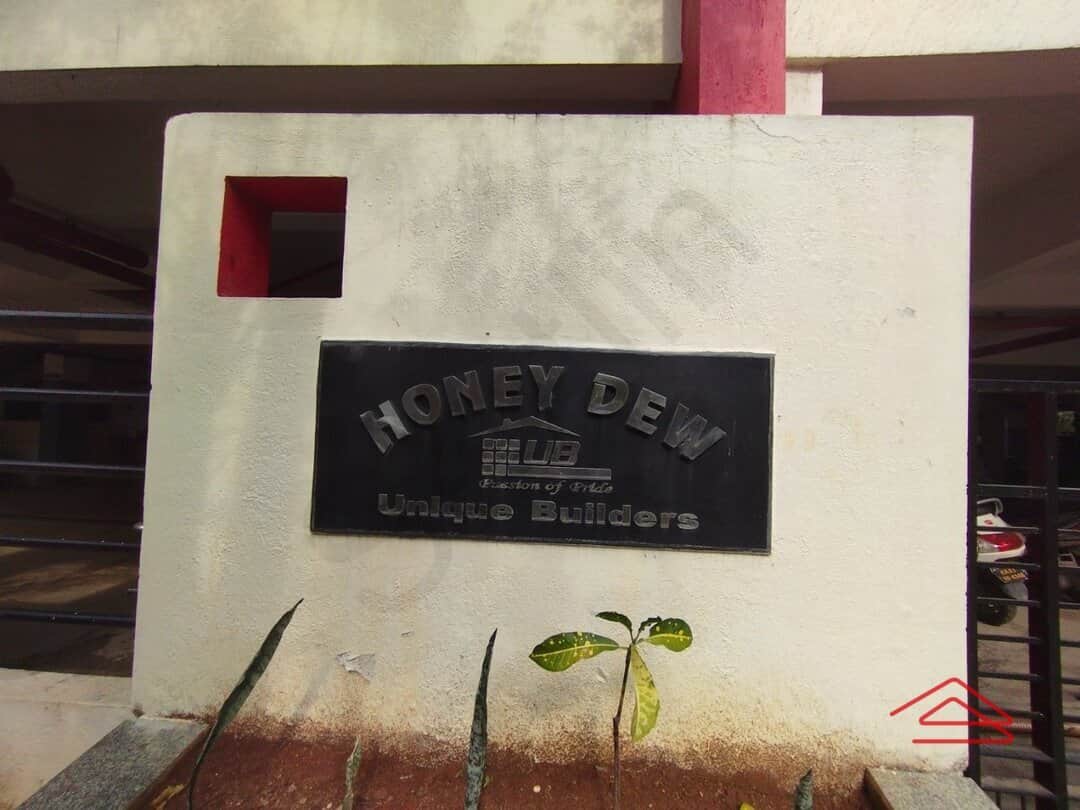 HONEY DEW
UB
Passion of Pride
Unique Builders